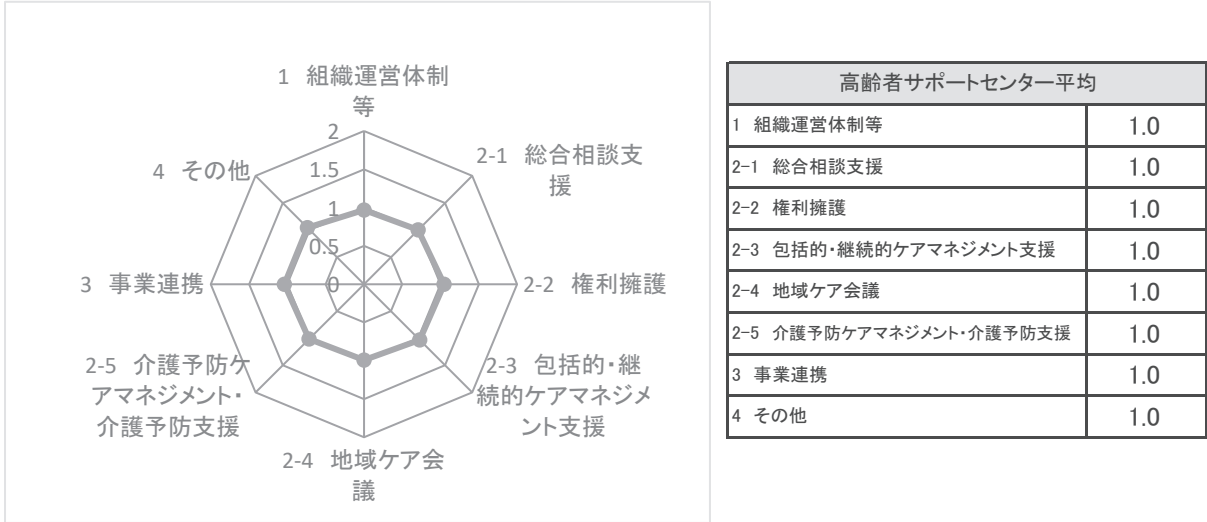 1 組織運営体制
等
2
1.5
1
0.5
0
2-1 総合相談支
援
2-2 権利擁護
2-3 包括的・継
続的ケアマネジメ
ント支援
2-4 地域ケア会
議
2-5 介護予防ケ
アマネジメント・
介護予防支援
3 事業連携
4 その他
高齢者サポートセンター平均
1 組織運営体制等 1.0
2-1 総合相談支援 1.0
2-2 権利擁護 1.0
2-3 包括的・継続的ケアマネジメント支援 1.0
2-4 地域ケア会議 1.0
2-5 介護予防ケアマネジメント・介護予防支援 1.0
3 事業連携 1.0
4 その他 1.0